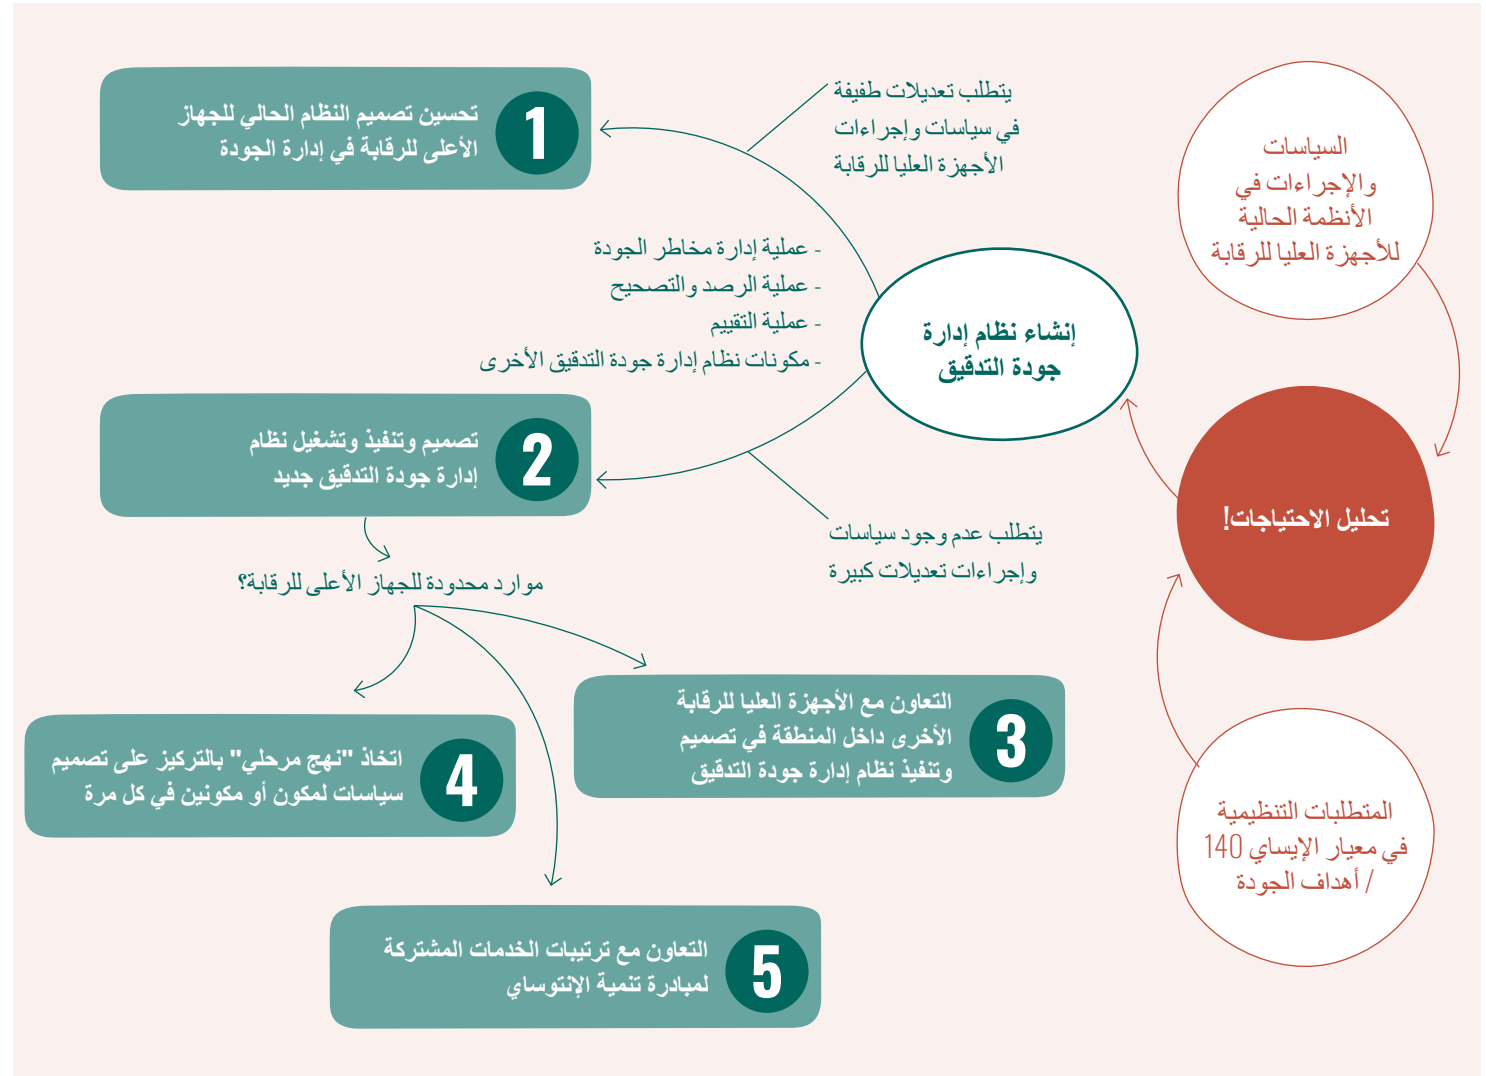 السياسات
والإجراءات في
الأنظمة الحالية
للأجهزة العليا للرقابة
تحليل الاحتياجات!
المتطلبات التنظيمية
في معيار الإيساي 140
/ أهداف الجودة
إنشاء نظام إدارة
جودة التدقيق
يتطلب تعديلات طفيفة
في سياسات وإجراءات
الأجهزة العليا للرقابة
1
تحسين تصميم النظام الحالي للجهاز
الأعلى للرقابة في إدارة الجودة
- عملية إدارة مخاطر الجودة
- عملية الرصد والتصحيح
- عملية التقييم
- مكونات نظام إدارة جودة التدقيق الأخرى
يتطلب عدم وجود سياسات
وإجراءات تعديلات كبيرة
2
تصميم وتنفيذ وتشغيل نظام
إدارة جودة التدقيق جديد
موارد محدودة للجهاز الأعلى للرقابة؟
3
التعاون مع الأجهزة العليا للرقابة
الأخرى داخل المنطقة في تصميم
وتنفيذ نظام إدارة جودة التدقيق
4
اتخاذ "نهج مرحلي" بالتركيز على تصميم
سياسات لمكون أو مكونين في كل مرة
5
التعاون مع ترتيبات الخدمات المشتركة
لمبادرة تنمية الإنتوساي